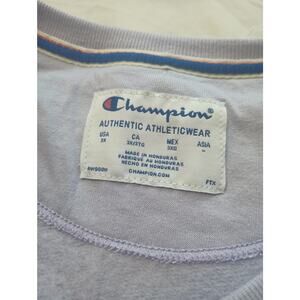 Champion
AUTHENTIC ATHLETICWEAR
USA CA MEX ASIA
3X 3X/3TG 3XG -
MADE IN HONDURAS
FABRIQUÉ AU HONDURAS
HECHO EN HONDURAS
CHAMPION.COM
FTX